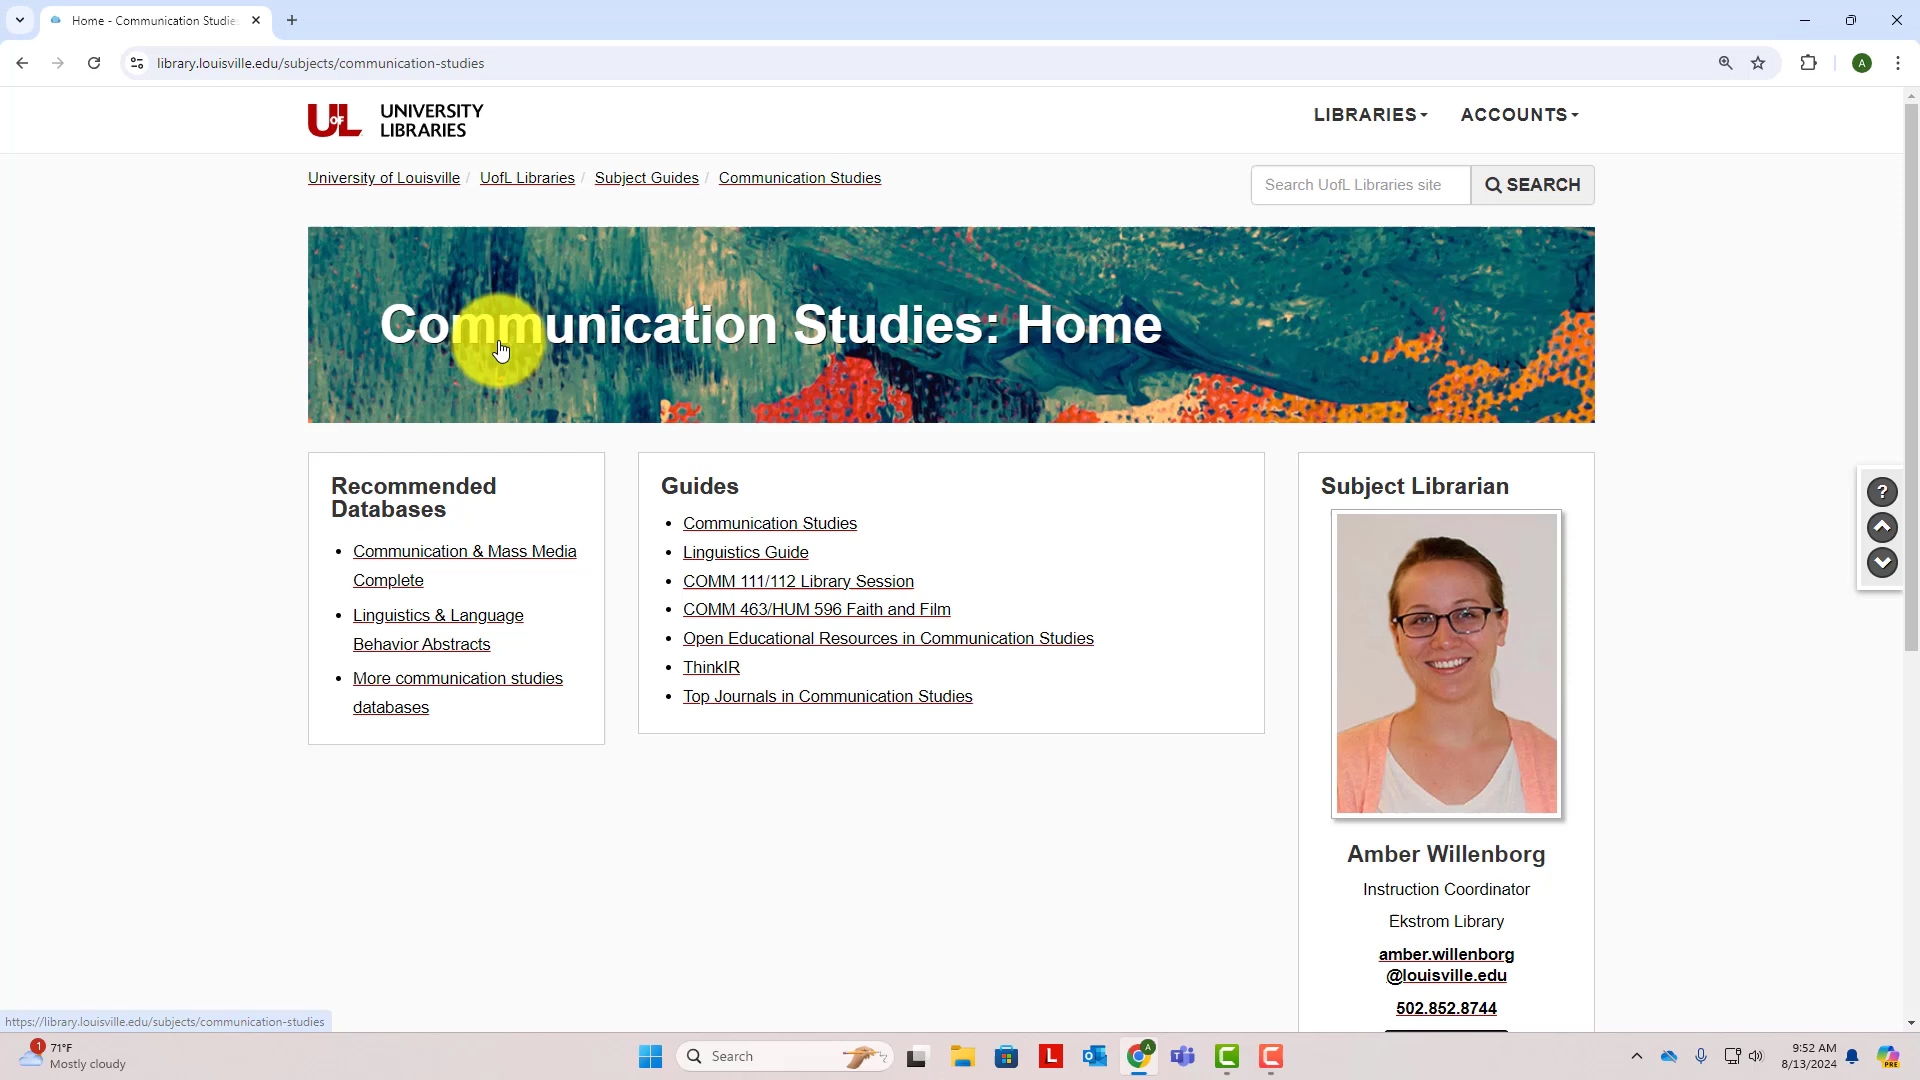 Home - Communication Studie
library.louisville.edu/subjects/communication-studies
A
UofL UNIVERSITY LIBRARIES
LIBRARIES
ACCOUNTS
University of Louisville / UofL Libraries / Subject Guides / Communication Studies
Search UofL Libraries site
SEARCH
Communication Studies: Home
Recommended
Databases
• Communication & Mass Media
Complete
• Linguistics & Language
Behavior Abstracts
• More communication studies
databases
Guides
• Communication Studies
• Linguistics Guide
• COMM 111/112 Library Session
• COMM 463/HUM 596 Faith and Film
• Open Educational Resources in Communication Studies
• ThinkIR
• Top Journals in Communication Studies
Subject Librarian
Amber Willenborg
Instruction Coordinator
Ekstrom Library
amber.willenborg
@louisville.edu
502.852.8744
?
https://library.louisville.edu/subjects/communication-studies
1
71°F
Mostly cloudy
Search
L
A
9:52 AM
8/13/2024
PRE